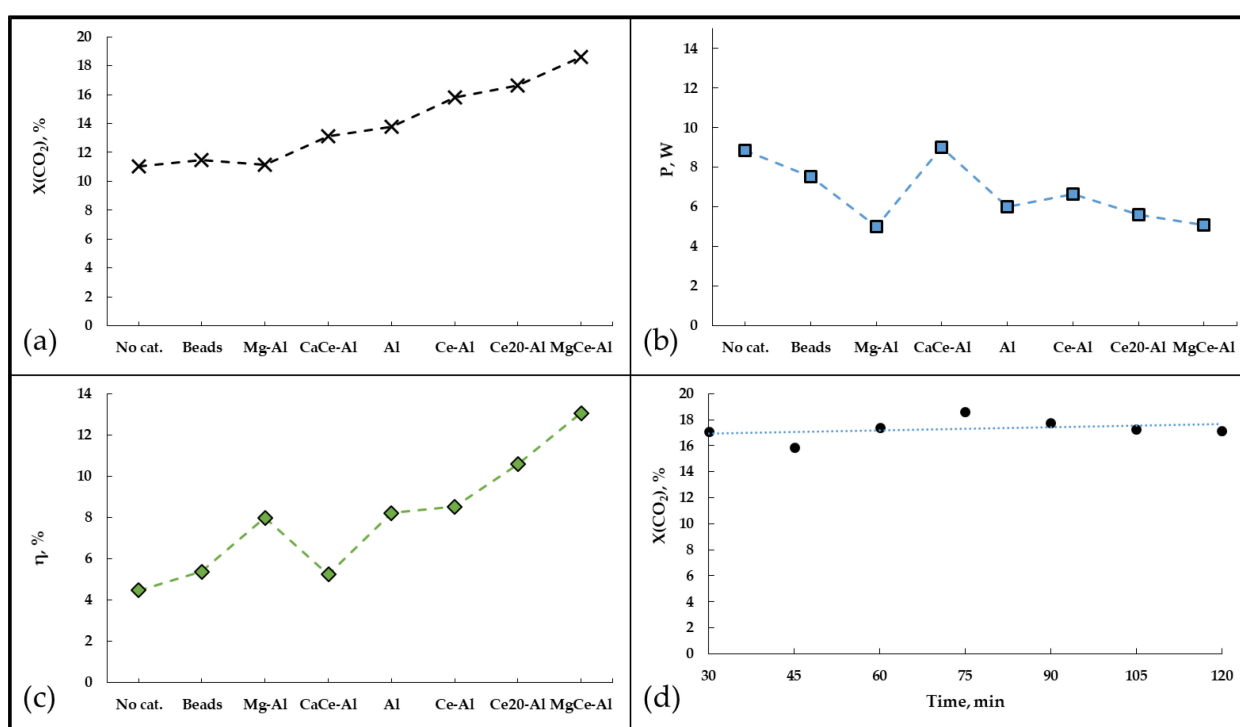 20
18
16
14
12
10
8
6
4
2
0
X(CO₂), %
No cat. Beads Mg-Al CaCe-Al Al Ce-Al Ce20-Al MgCe-Al
(a)
14
12
10
8
6
4
2
0
P, W
No cat. Beads Mg-Al CaCe-Al Al Ce-Al Ce20-Al MgCe-Al
(b)
14
12
10
8
6
4
2
0
η, %
No cat. Beads Mg-Al CaCe-Al Al Ce-Al Ce20-Al MgCe-Al
(c)
20
18
16
14
12
10
8
6
4
2
0
X(CO₂), %
30 45 60 75 90 105 120
Time, min
(d)